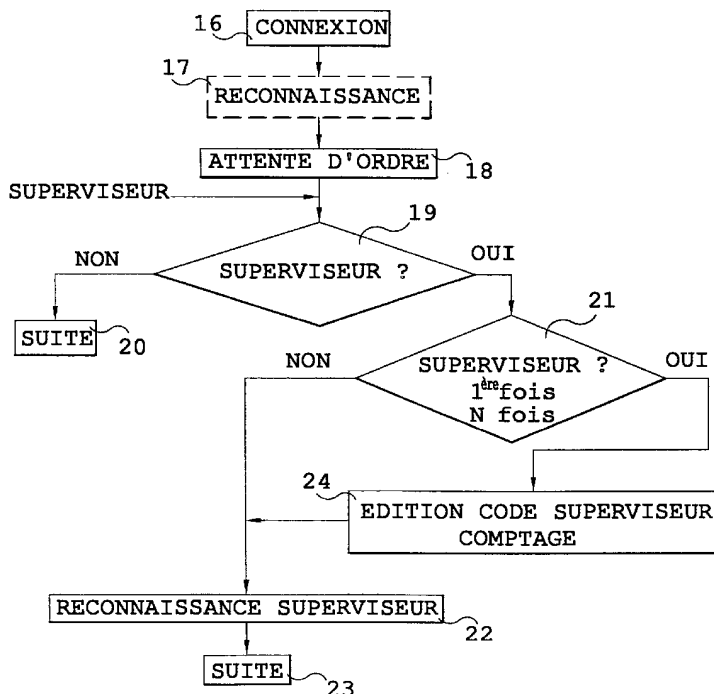 16
CONNEXION
17
RECONNAISSANCE
ATTENTE D'ORDRE
18
SUPERVISEUR
19
NON
OUI
SUPERVISEUR ?
SUITE
20
21
NON
OUI
SUPERVISEUR ?
1ère fois
N fois
24
EDITION CODE SUPERVISEUR
COMPTAGE
RECONNAISSANCE SUPERVISEUR
22
SUITE
23